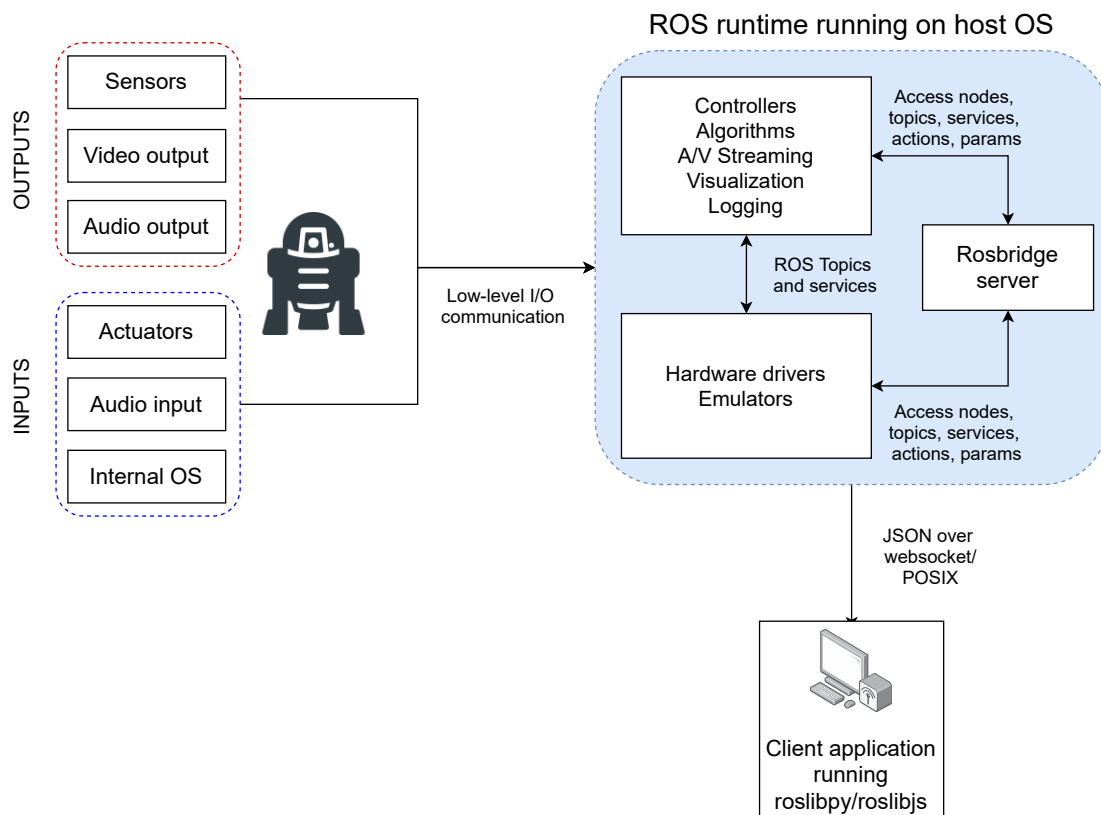 ROS runtime running on host OS
OUTPUTS
Sensors
Video output
Audio output
INPUTS
Actuators
Audio input
Internal OS
Low-level I/O
communication
Controllers
Algorithms
A/V Streaming
Visualization
Logging
Access nodes,
topics, services,
actions, params
ROS Topics
and services
Rosbridge
server
Hardware drivers
Emulators
Access nodes,
topics, services,
actions, params
JSON over
websocket/
POSIX
Client application
running
roslibpy/roslibjs